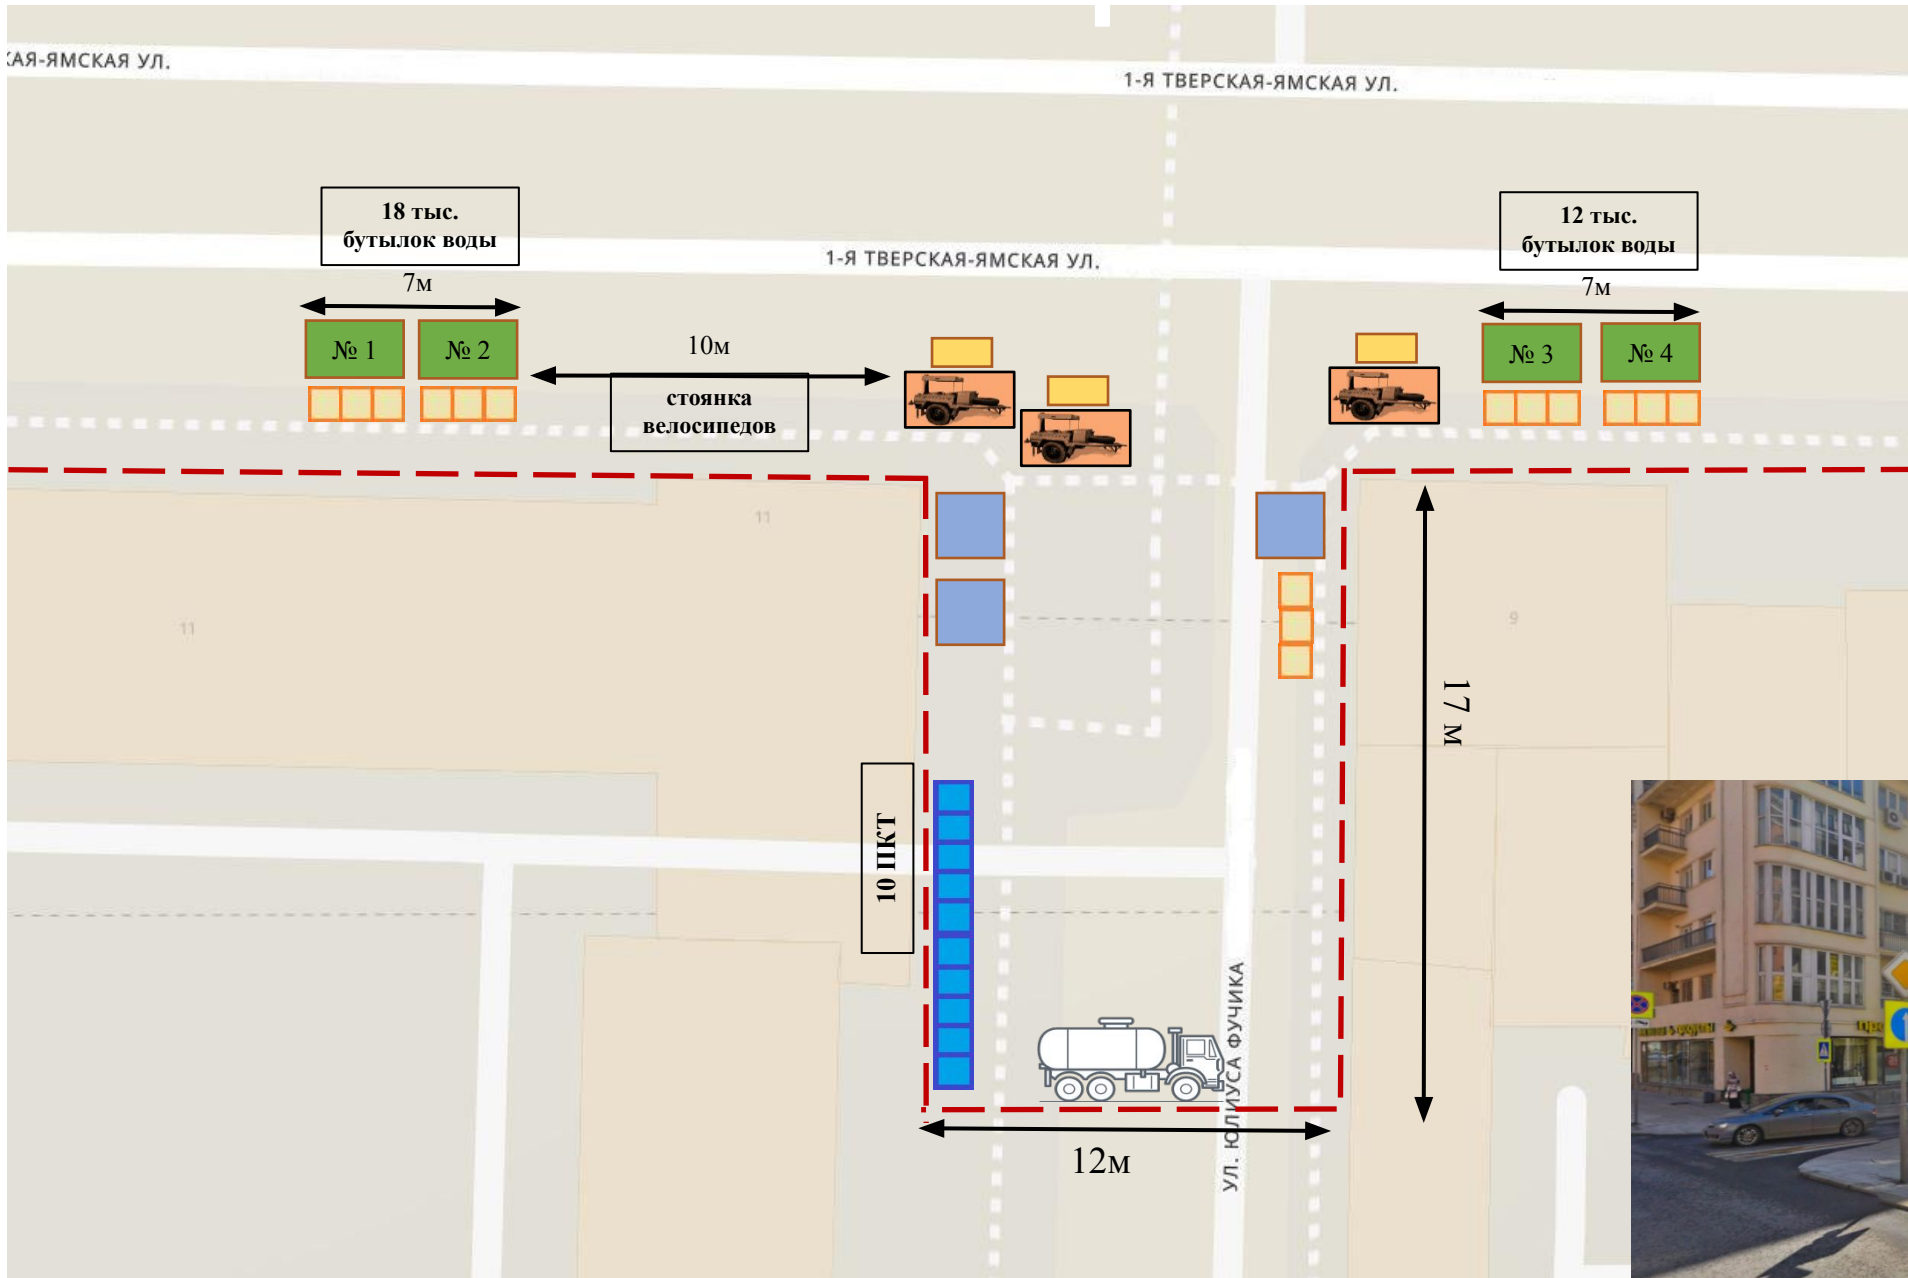 КАЯ-ЯМСКАЯ УЛ.
1-Я ТВЕРСКАЯ-ЯМСКАЯ УЛ.
18 тыс.
бутылок воды
12 тыс.
бутылок воды
1-Я ТВЕРСКАЯ-ЯМСКАЯ УЛ.
7м
7м
№ 1
№ 2
10м
№ 3
№ 4
стоянка
велосипедов
11
11
9
17 м
10 ПКТ
УЛ. ЮЛИУСА ФУЧИКА
12м